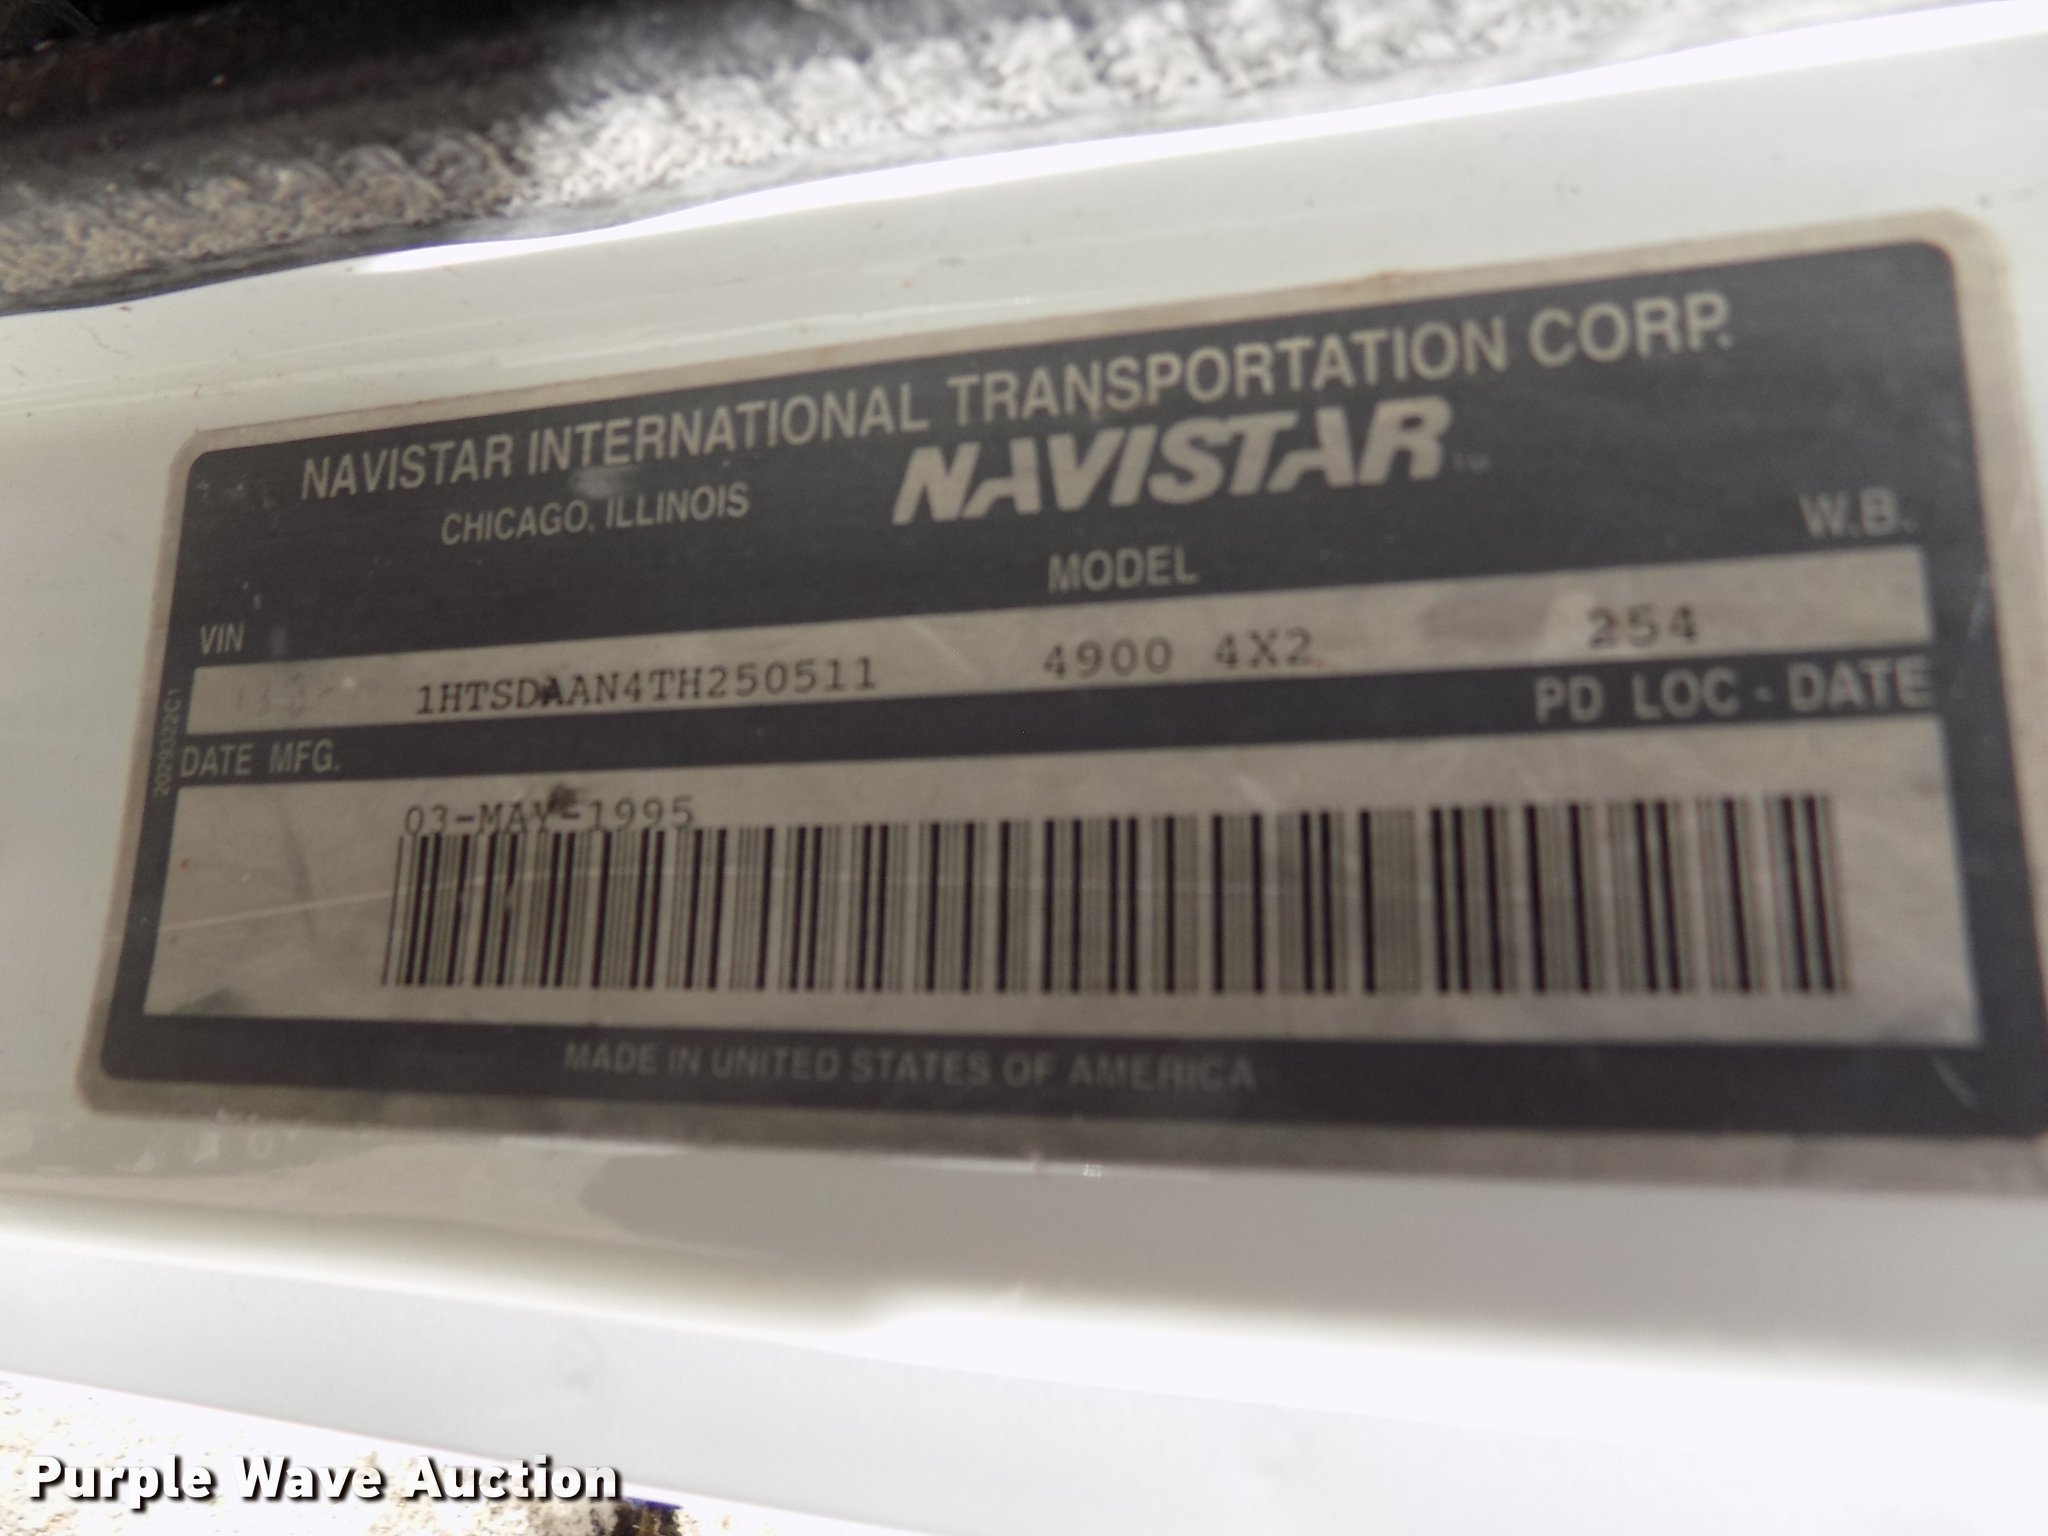 NAVISTAR INTERNATIONAL TRANSPORTATION CORP.
CHICAGO, ILLINOIS
NAVISTAR
MODEL
W.B.
VIN
1HTSDAAN4TH250511 4900 4X2 254
DATE MFG.
PD LOC - DATE
2029322C1
03-MAY-1995
MADE IN UNITED STATES OF AMERICA
Purple Wave Auction